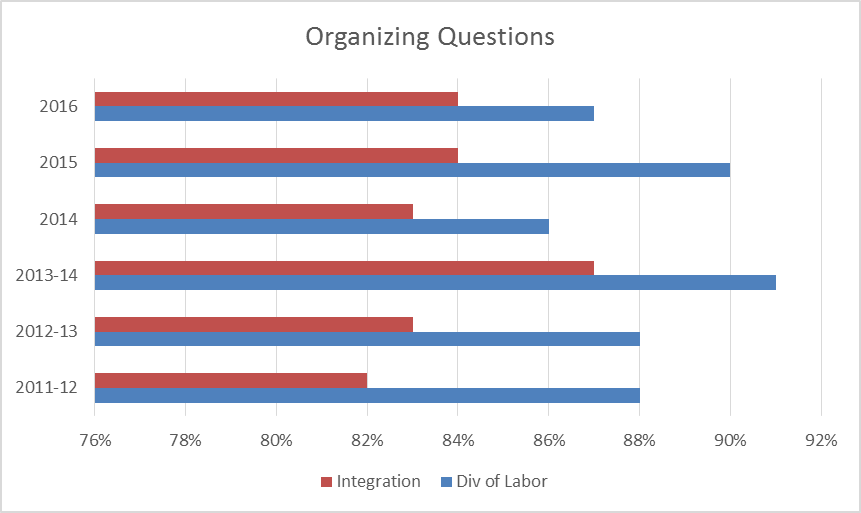 Organizing Questions
2016
2015
2014
2013-14
2012-13
2011-12
76% 78% 80% 82% 84% 86% 88% 90% 92%
Integration Div of Labor